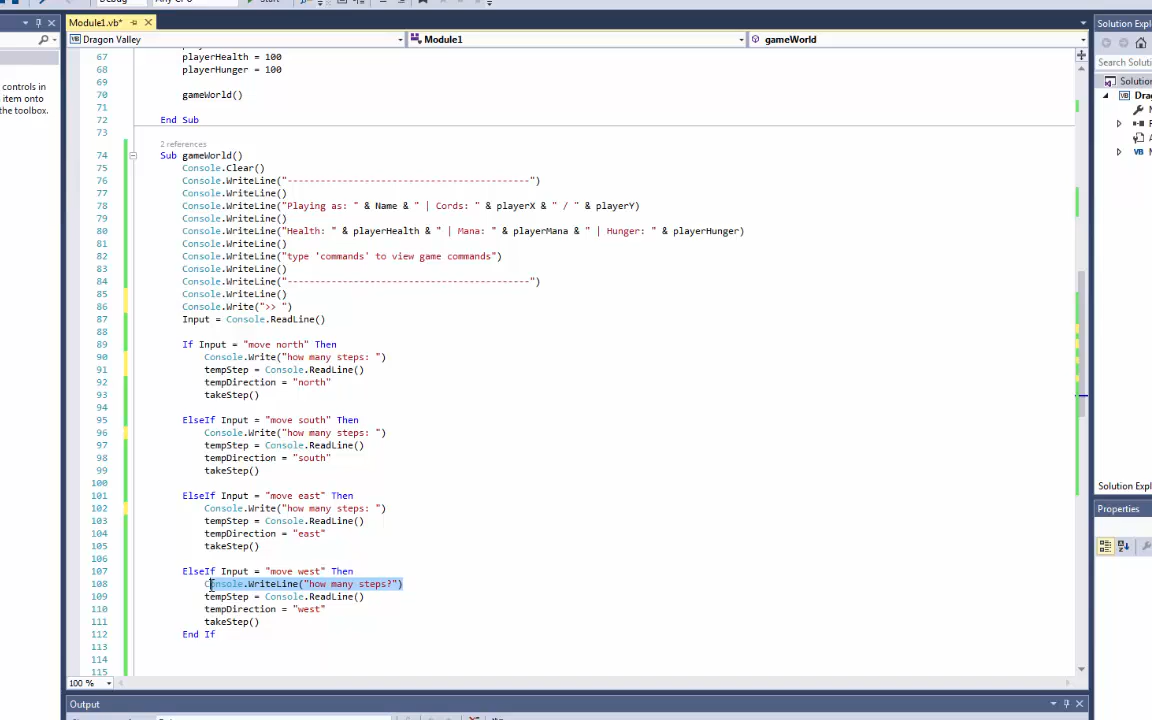 Debug
Any CPU
Start
Module1.vb*
Solution Explo
Dragon Valley
Module1
gameWorld
Search Soluti
controls in
item onto
the toolbox.
Solutio
Dra
67
68 playerHealth = 100
playerHunger = 100
69
70 gameWorld()
71
72 End Sub
73
2 references
74 Sub gameWorld()
75 Console.Clear()
76 Console.WriteLine("--------------------------------------------")
77 Console.WriteLine()
78 Console.WriteLine("Playing as: " & Name & " | Cords: " & playerX & " / " & playerY)
79 Console.WriteLine()
80 Console.WriteLine("Health: " & playerHealth & " | Mana: " & playerMana & " | Hunger: " & playerHunger)
81 Console.WriteLine()
82 Console.WriteLine("type 'commands' to view game commands")
83 Console.WriteLine()
84 Console.WriteLine("--------------------------------------------")
85 Console.WriteLine()
86 Console.Write(">> ")
87 Input = Console.ReadLine()
88
89 If Input = "move north" Then
90 Console.Write("how many steps: ")
91 tempStep = Console.ReadLine()
92 tempDirection = "north"
93 takeStep()
94
95 ElseIf Input = "move south" Then
96 Console.Write("how many steps: ")
97 tempStep = Console.ReadLine()
98 tempDirection = "south"
99 takeStep()
100
101 ElseIf Input = "move east" Then
102 Console.Write("how many steps: ")
103 tempStep = Console.ReadLine()
104 tempDirection = "east"
105 takeStep()
106
107 ElseIf Input = "move west" Then
108 Console.WriteLine("how many steps?")
109 tempStep = Console.ReadLine()
110 tempDirection = "west"
111 takeStep()
112 End If
113
114
115
Solution Expl
Properties
100 %
Output